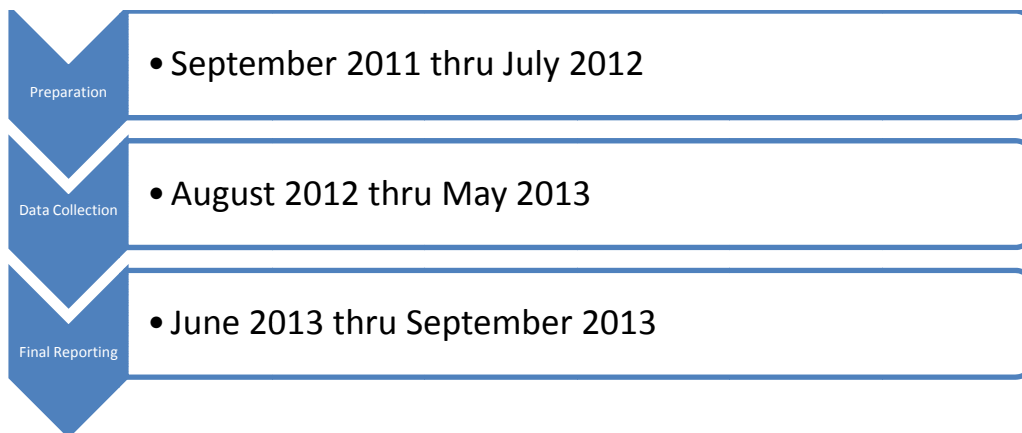 Preparation
• September 2011 thru July 2012
Data Collection
• August 2012 thru May 2013
Final Reporting
• June 2013 thru September 2013